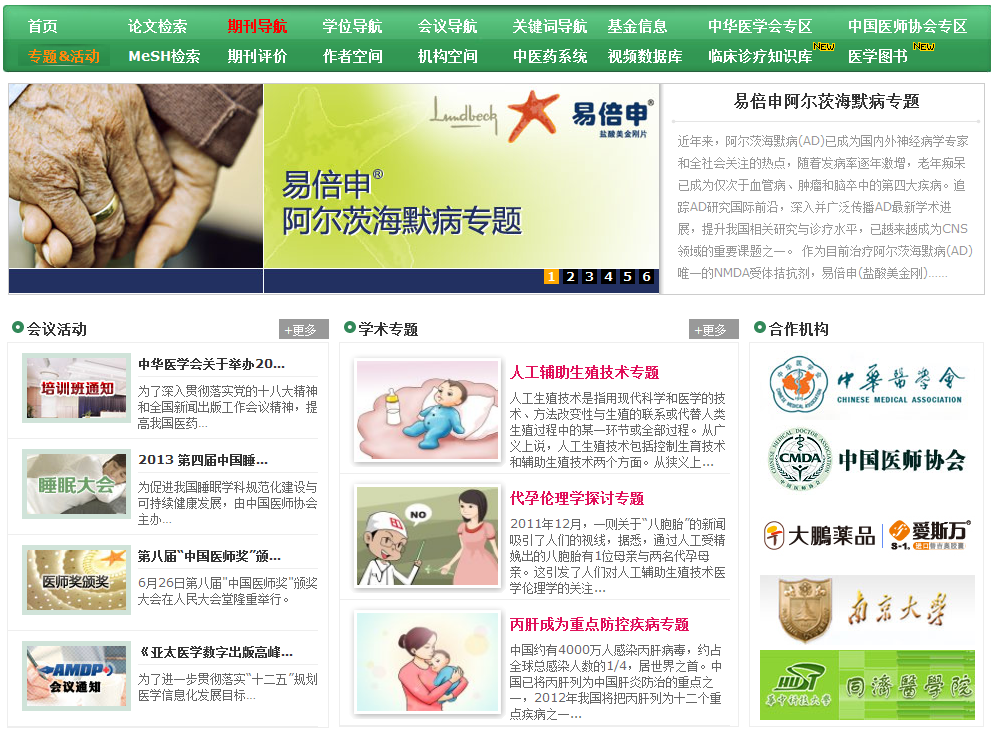 首页 论文检索 期刊导航 学位导航 会议导航 关键词导航 基金信息 中华医学会专区 中国医师协会专区
专题&活动 MeSH检索 期刊评价 作者空间 机构空间 中医药系统 视频数据库 临床诊疗知识库 NEW 医学图书 NEW
Lundbeck
易倍申®
盐酸美金刚片
易倍申®
阿尔茨海默病专题
1 2 3 4 5 6
易倍申阿尔茨海默病专题
近年来，阿尔茨海默病(AD)已成为国内外神经病学专家
和全社会关注的热点，随着发病率逐年激增，老年痴呆
已成为仅次于血管病、肿瘤和脑卒中的第四大疾病。追
踪AD研究国际前沿，深入并广泛传播AD最新学术进
展，提升我国相关研究与诊疗水平，已越来越成为CNS
领域的重要课题之一。 作为目前治疗阿尔茨海默病(AD)
唯一的NMDA受体拮抗剂，易倍申(盐酸美金刚)……
会议活动
+更多
培训班通知
中华医学会关于举办20...
为了深入贯彻落实党的十八大精神
和全国新闻出版工作会议精神，提
高我国医药...
睡眠大会
2013 第四届中国睡...
为促进我国睡眠学科规范化建设与
可持续健康发展，由中国医师协会
主办...
医师奖颁奖
第八届“中国医师奖”颁...
6月26日第八届"中国医师奖"颁奖
大会在人民大会堂隆重举行。
AMDP
会议通知
《亚太医学数字出版高峰...
为了进一步贯彻落实“十二五”规划
医学信息化发展目标...
学术专题
+更多
人工辅助生殖技术专题
人工生殖技术是指用现代科学和医学的技
术、方法改变性与生殖的联系或代替人类
生殖过程中的某一环节或全部过程。从广
义上说，人工生殖技术包括控制生育技术
和辅助生殖技术两个方面。从狭义上...
NO
代孕伦理学探讨专题
2011年12月，一则关于“八胞胎”的新闻
吸引了人们的视线，据悉，通过人工受精
娩出的八胞胎有1位母亲与两名代孕母
亲。这引发了人们对人工辅助生殖技术医
学伦理学的关注...
丙肝成为重点防控疾病专题
中国约有4000万人感染丙肝病毒，约占
全球总感染人数的1/4，居世界之首。中
国已将丙肝列为中国肝炎防治的重点之
一，2012年我国将把丙肝列为十二个重
点疾病之一...
合作机构
中華醫學會
CHINESE MEDICAL ASSOCIATION
CHINESE MEDICAL DOCTOR ASSOCIATION
CMDA
中国医师协会
大鹏薬品
愛斯万®
S-1.
南京大学
HUST
华中科技大学
同濟醫學院